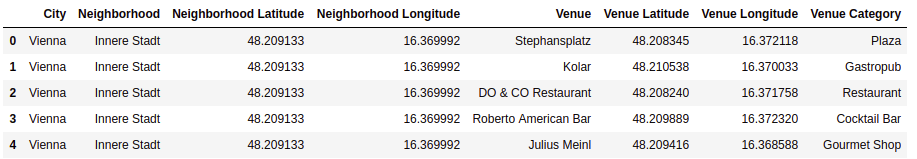 City Neighborhood Neighborhood Latitude Neighborhood Longitude Venue Venue Latitude Venue Longitude Venue Category
0 Vienna Innere Stadt 48.209133 16.369992 Stephansplatz 48.208345 16.372118 Plaza
1 Vienna Innere Stadt 48.209133 16.369992 Kolar 48.210538 16.370033 Gastropub
2 Vienna Innere Stadt 48.209133 16.369992 DO & CO Restaurant 48.208240 16.371758 Restaurant
3 Vienna Innere Stadt 48.209133 16.369992 Roberto American Bar 48.209889 16.372320 Cocktail Bar
4 Vienna Innere Stadt 48.209133 16.369992 Julius Meinl 48.209416 16.368588 Gourmet Shop